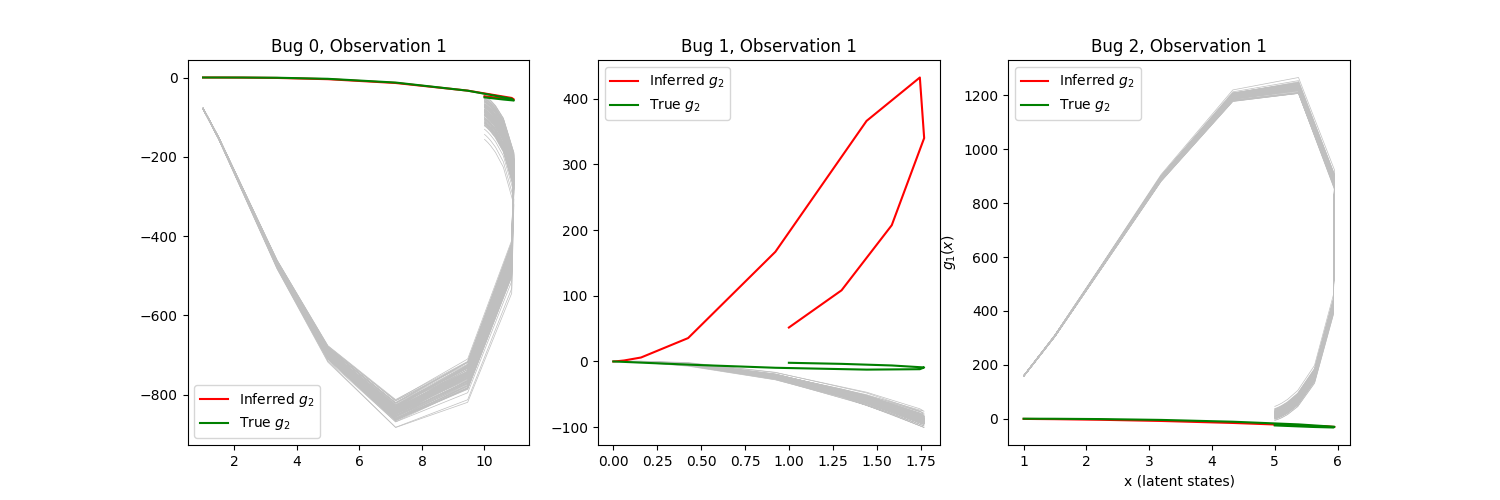 Bug 0, Observation 1
0
−200
−400
−600
−800
2 4 6 8 10
Inferred g₂
True g₂
Bug 1, Observation 1
400
300
200
100
0
−100
0.00 0.25 0.50 0.75 1.00 1.25 1.50 1.75
Inferred g₂
True g₂
Bug 2, Observation 1
g₁(x)
1200
1000
800
600
400
200
0
1 2 3 4 5 6
x (latent states)
Inferred g₂
True g₂